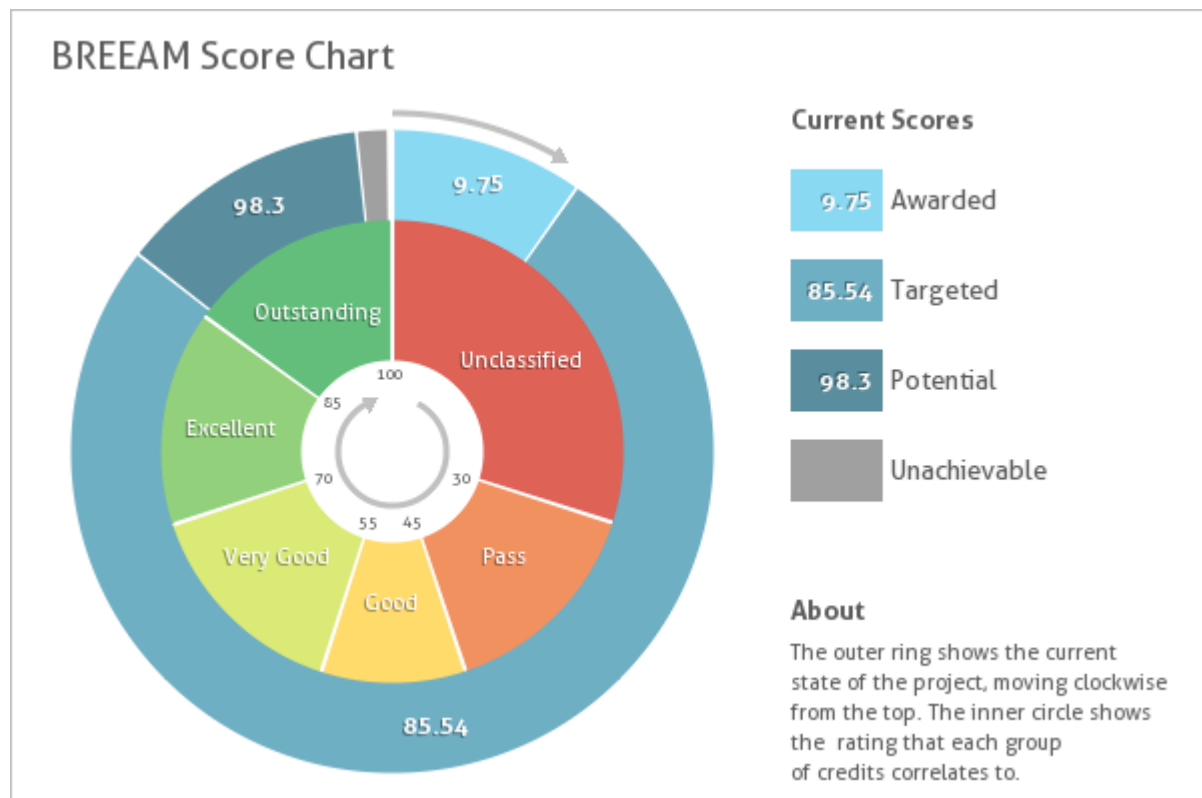 BREEAM Score Chart
9.75
98.3
Outstanding
Unclassified
100
85
Excellent
70
30
55
45
Very Good
Pass
Good
85.54
Current Scores
9.75 Awarded
85.54 Targeted
98.3 Potential
Unachievable
About
The outer ring shows the current
state of the project, moving clockwise
from the top. The inner circle shows
the rating that each group
of credits correlates to.